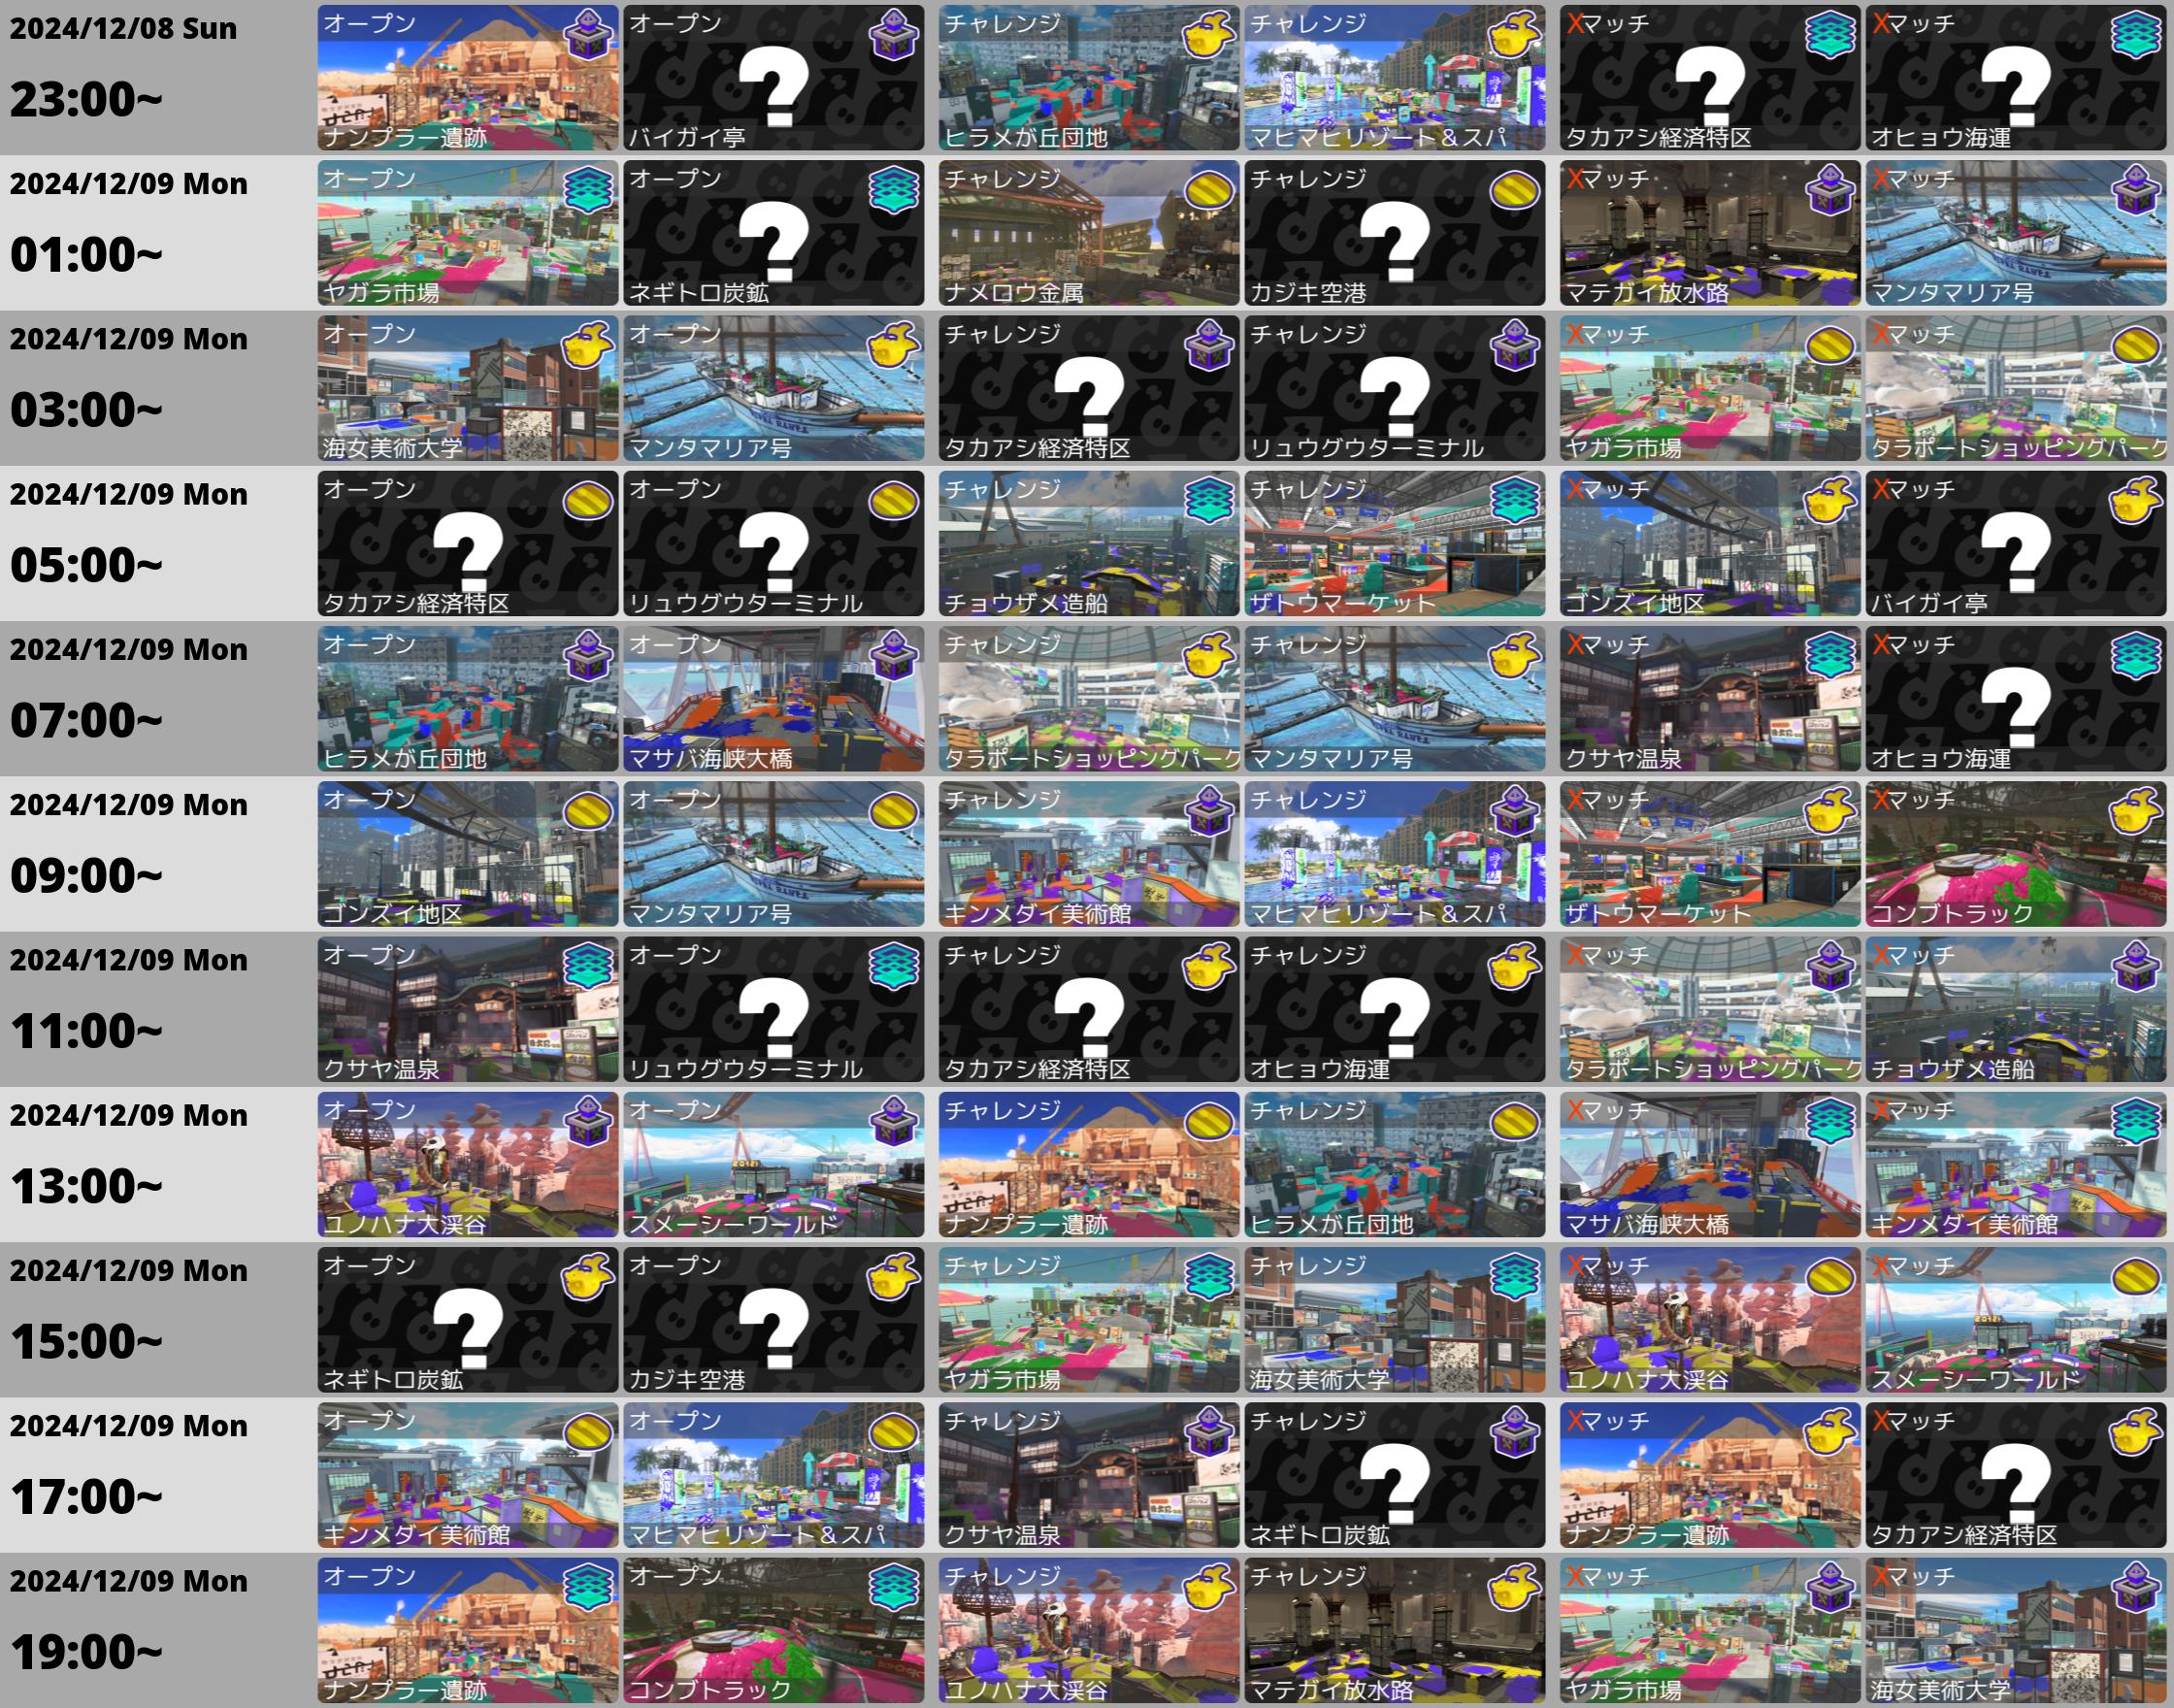 2024/12/08 Sun
23:00~
オープン
ナンプラー遺跡
オープン
?
バイガイ亭
チャレンジ
ヒラメが丘団地
チャレンジ
マヒマヒリゾート＆スパ
Xマッチ
?
タカアシ経済特区
Xマッチ
?
オヒョウ海運
2024/12/09 Mon
01:00~
オープン
ヤガラ市場
オープン
?
ネギトロ炭鉱
チャレンジ
ナメロウ金属
チャレンジ
?
カジキ空港
Xマッチ
マテガイ放水路
Xマッチ
マンタマリア号
2024/12/09 Mon
03:00~
オープン
海女美術大学
オープン
マンタマリア号
チャレンジ
?
タカアシ経済特区
チャレンジ
?
リュウグウターミナル
Xマッチ
ヤガラ市場
Xマッチ
タラポートショッピングパーク
2024/12/09 Mon
05:00~
オープン
?
タカアシ経済特区
オープン
?
リュウグウターミナル
チャレンジ
チョウザメ造船
チャレンジ
ザトウマーケット
Xマッチ
ゴンズイ地区
Xマッチ
?
バイガイ亭
2024/12/09 Mon
07:00~
オープン
ヒラメが丘団地
オープン
マサバ海峡大橋
チャレンジ
タラポートショッピングパーク
チャレンジ
マンタマリア号
Xマッチ
クサヤ温泉
Xマッチ
?
オヒョウ海運
2024/12/09 Mon
09:00~
オープン
ゴンズイ地区
オープン
マンタマリア号
チャレンジ
キンメダイ美術館
チャレンジ
マヒマヒリゾート＆スパ
Xマッチ
ザトウマーケット
Xマッチ
コンブトラック
2024/12/09 Mon
11:00~
オープン
クサヤ温泉
オープン
?
リュウグウターミナル
チャレンジ
?
タカアシ経済特区
チャレンジ
?
オヒョウ海運
Xマッチ
タラポートショッピングパーク
Xマッチ
チョウザメ造船
2024/12/09 Mon
13:00~
オープン
ユノハナ大渓谷
オープン
スメーシーワールド
チャレンジ
ナンプラー遺跡
チャレンジ
ヒラメが丘団地
Xマッチ
マサバ海峡大橋
Xマッチ
キンメダイ美術館
2024/12/09 Mon
15:00~
オープン
?
ネギトロ炭鉱
オープン
?
カジキ空港
チャレンジ
ヤガラ市場
チャレンジ
海女美術大学
Xマッチ
ユノハナ大渓谷
Xマッチ
スメーシーワールド
2024/12/09 Mon
17:00~
オープン
キンメダイ美術館
オープン
マヒマヒリゾート＆スパ
チャレンジ
クサヤ温泉
チャレンジ
?
ネギトロ炭鉱
Xマッチ
ナンプラー遺跡
Xマッチ
?
タカアシ経済特区
2024/12/09 Mon
19:00~
オープン
ナンプラー遺跡
オープン
コンブトラック
チャレンジ
ユノハナ大渓谷
チャレンジ
マテガイ放水路
Xマッチ
ヤガラ市場
Xマッチ
海女美術大学